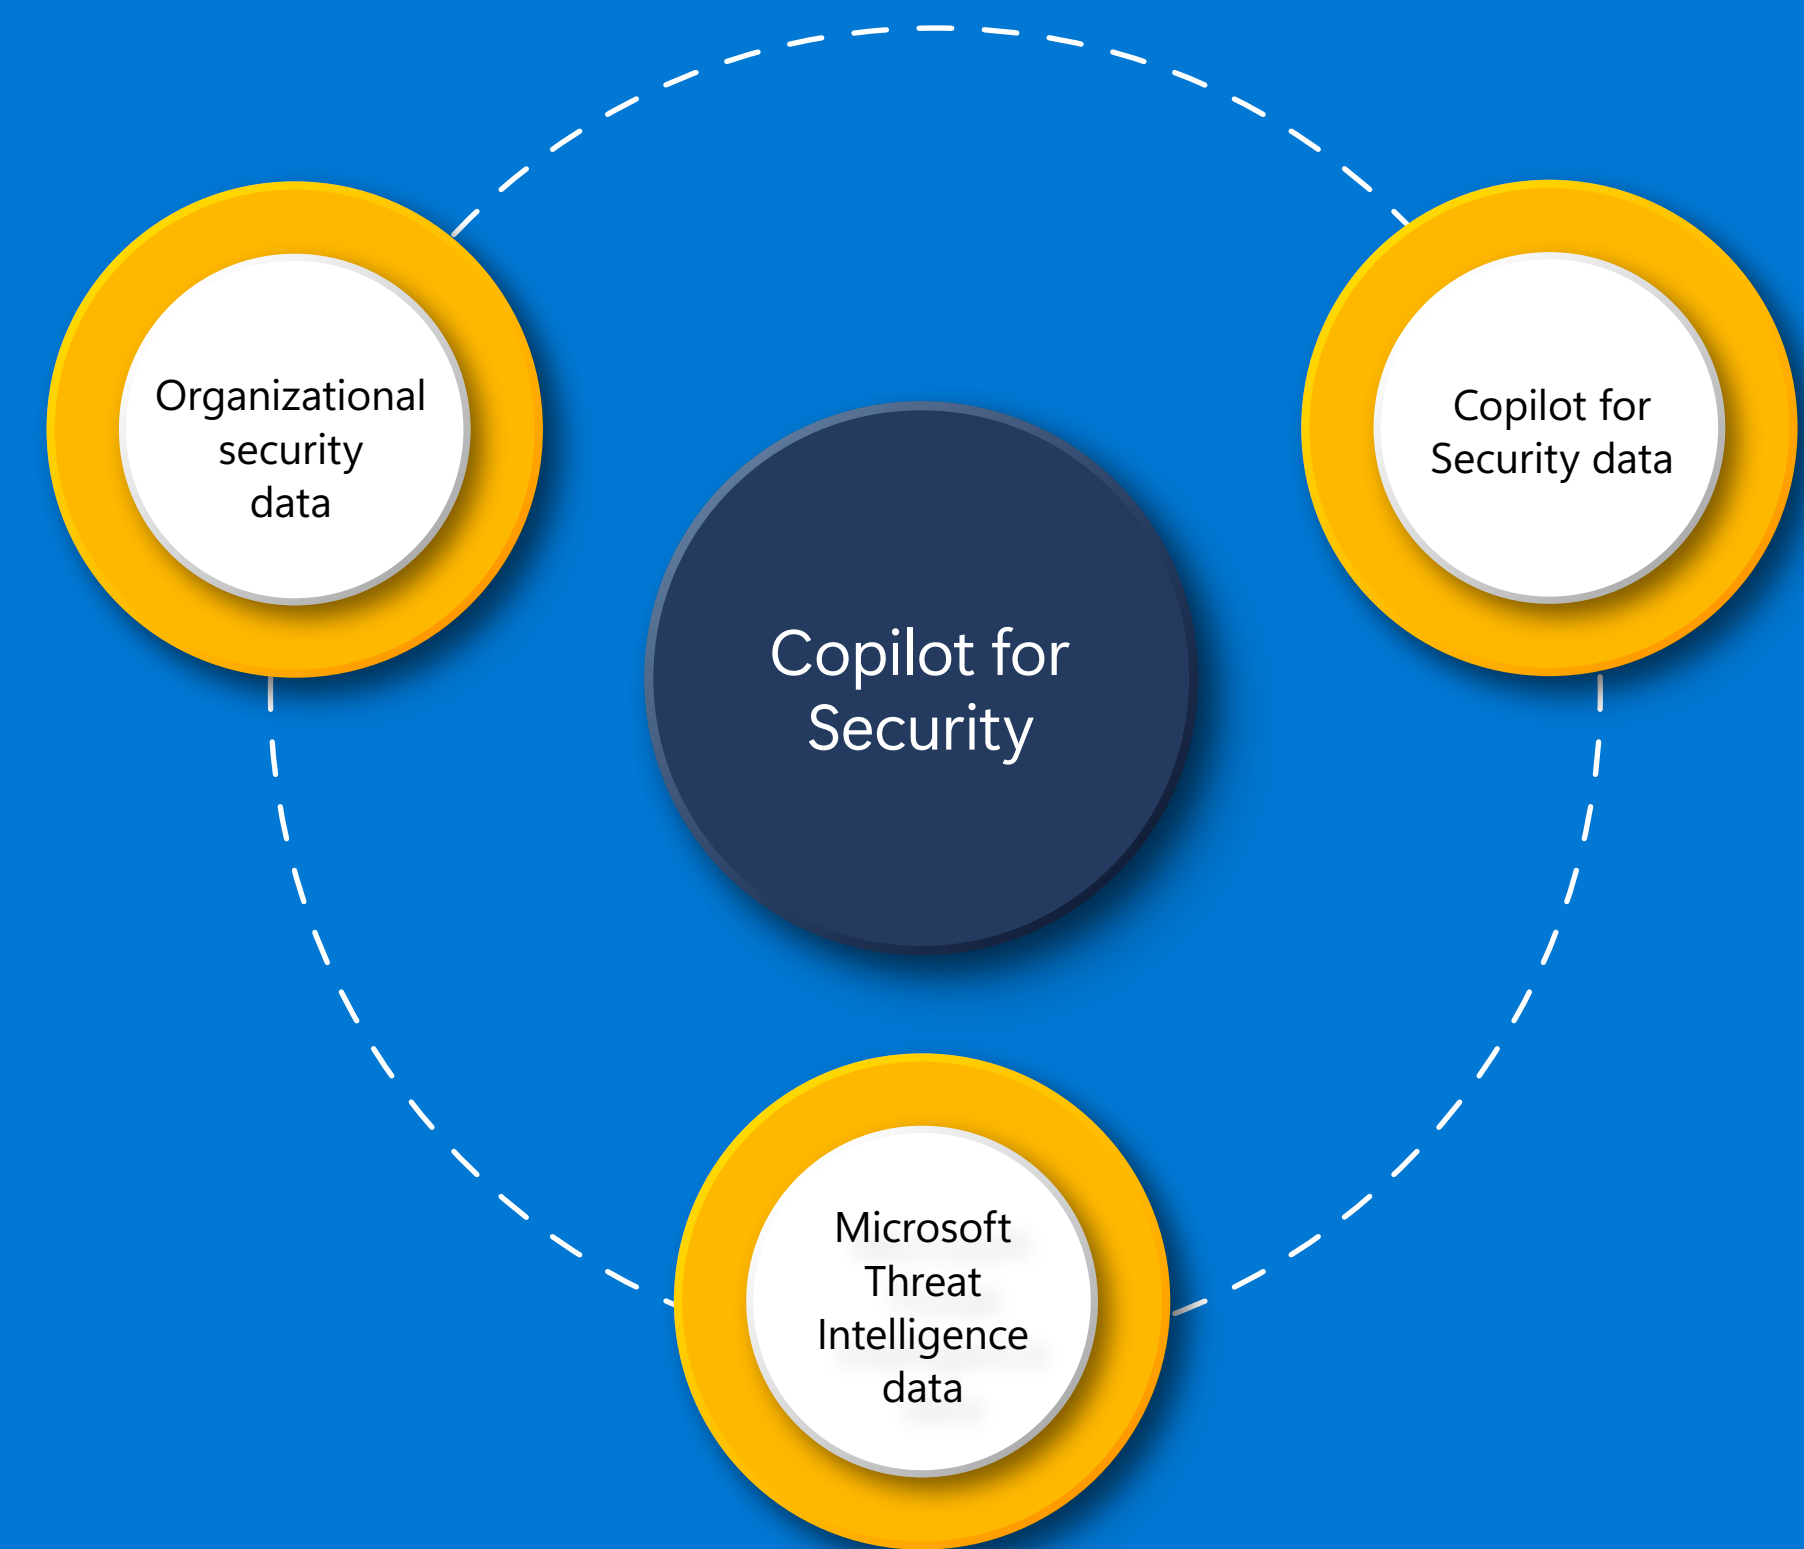 Organizational
security
data
Copilot for
Security data
Copilot for
Security
Microsoft
Threat
Intelligence
data